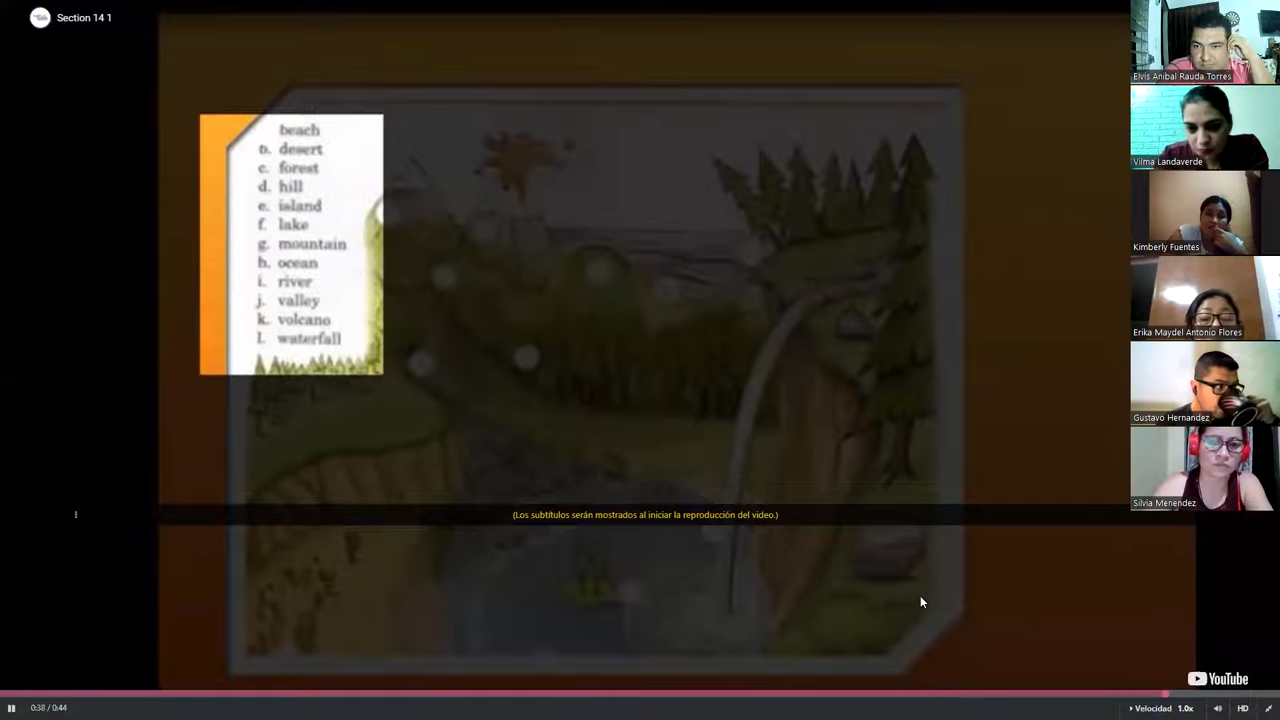 Section 14 1
beach
b. desert
c. forest
d. hill
e. island
f. lake
g. mountain
h. ocean
i. river
j. valley
k. volcano
l. waterfall
(Los subtítulos serán mostrados al iniciar la reproducción del video.)
Elvis Anibal Rauda Torres
Vilma Landaverde
Kimberly Fuentes
Erika Maydel Antonio Flores
Gustavo Hernandez
Silvia Menendez
YouTube
0:38 / 0:44
Velocidad 1.0x
HD